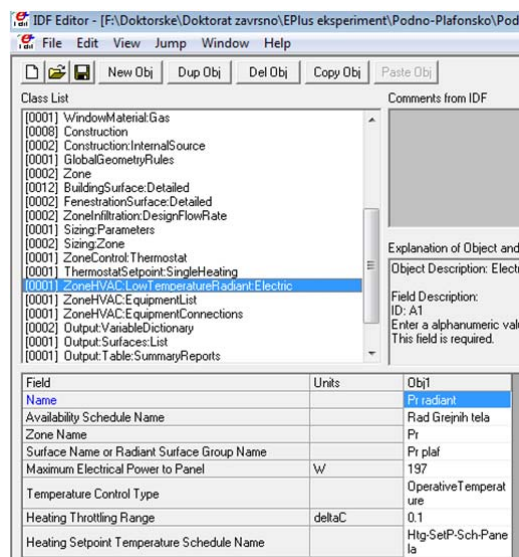 IDF Editor - [F:\Doktorske\Doktorat zavrsno\EPlus eksperiment\Podno-Plafonsko\Pod
File Edit View Jump Window Help
New Obj Dup Obj Del Obj Copy Obj Paste Obj
Class List Comments from IDF
[0001] WindowMaterial:Gas
[0008] Construction
[0002] Construction:InternalSource
[0001] GlobalGeometryRules
[0002] Zone
[0012] BuildingSurface:Detailed
[0002] FenestrationSurface:Detailed
[0002] ZoneInfiltration:DesignFlowRate
[0001] Sizing:Parameters
[0002] Sizing:Zone
[0001] ZoneControl:Thermostat
[0001] ThermostatSetpoint:SingleHeating
[0001] ZoneHVAC:LowTemperatureRadiant:Electric
[0001] ZoneHVAC:EquipmentList
[0001] ZoneHVAC:EquipmentConnections
[0002] Output:VariableDictionary
[0001] Output:Surfaces:List
[0001] Output:Table:SummaryReports
Explanation of Object and
Object Description: Electr
Field Description:
ID: A1
Enter a alphanumeric valu
This field is required.
Field Units Obj1
Name Pr radiant
Availability Schedule Name Rad Grejnih tela
Zone Name Pr
Surface Name or Radiant Surface Group Name Pr plaf
Maximum Electrical Power to Panel W 197
Temperature Control Type OperativeTemperat
ure
Heating Throttling Range deltaC 0.1
Heating Setpoint Temperature Schedule Name Htg-SetP-Sch-Pane
la